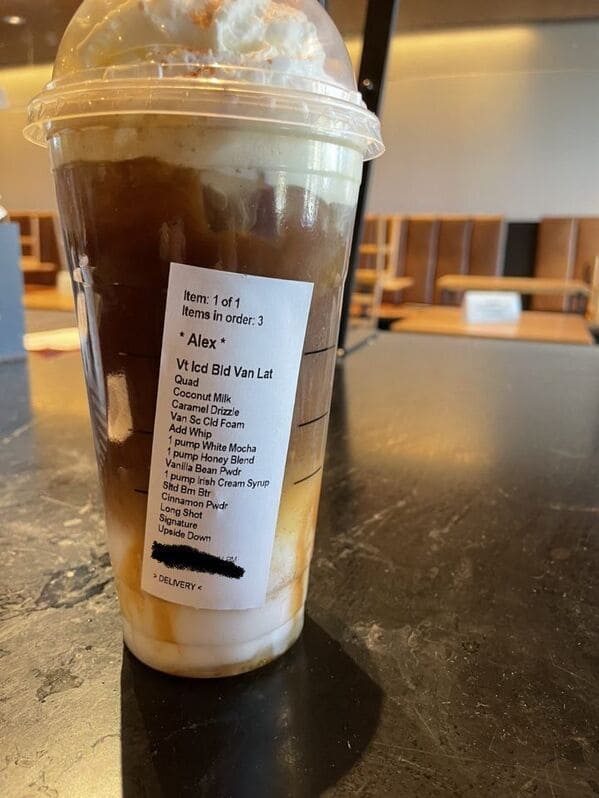 Item: 1 of 1
Items in order: 3
* Alex *
Vt Icd Bld Van Lat
Quad
Coconut Milk
Caramel Drizzle
Van Sc Cld Foam
Add Whip
1 pump White Mocha
1 pump Honey Blend
Vanilla Bean Pwdr
1 pump Irish Cream Syrup
Sltd Brn Btr
Cinnamon Pwdr
Long Shot
Signature
Upside Down
PM
> DELIVERY <